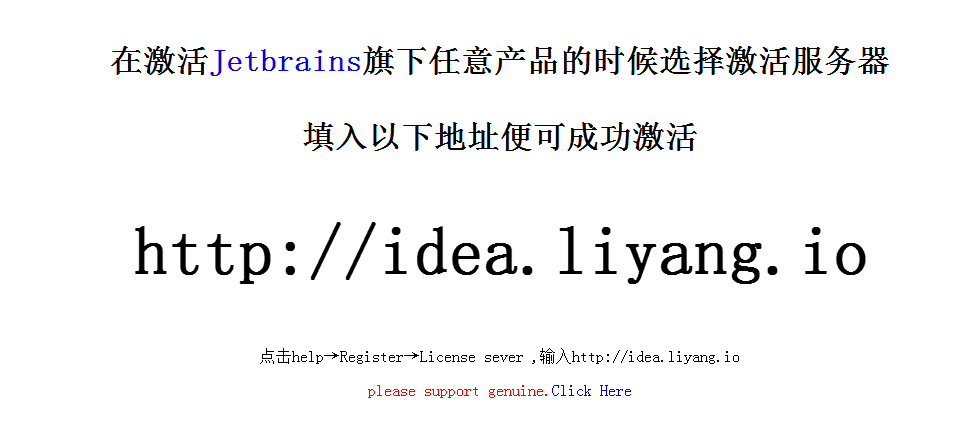 在激活Jetbrains旗下任意产品的时候选择激活服务器
填入以下地址便可成功激活
http://idea.liyang.io
点击help→Register→License sever ,输入http://idea.liyang.io
please support genuine.Click Here